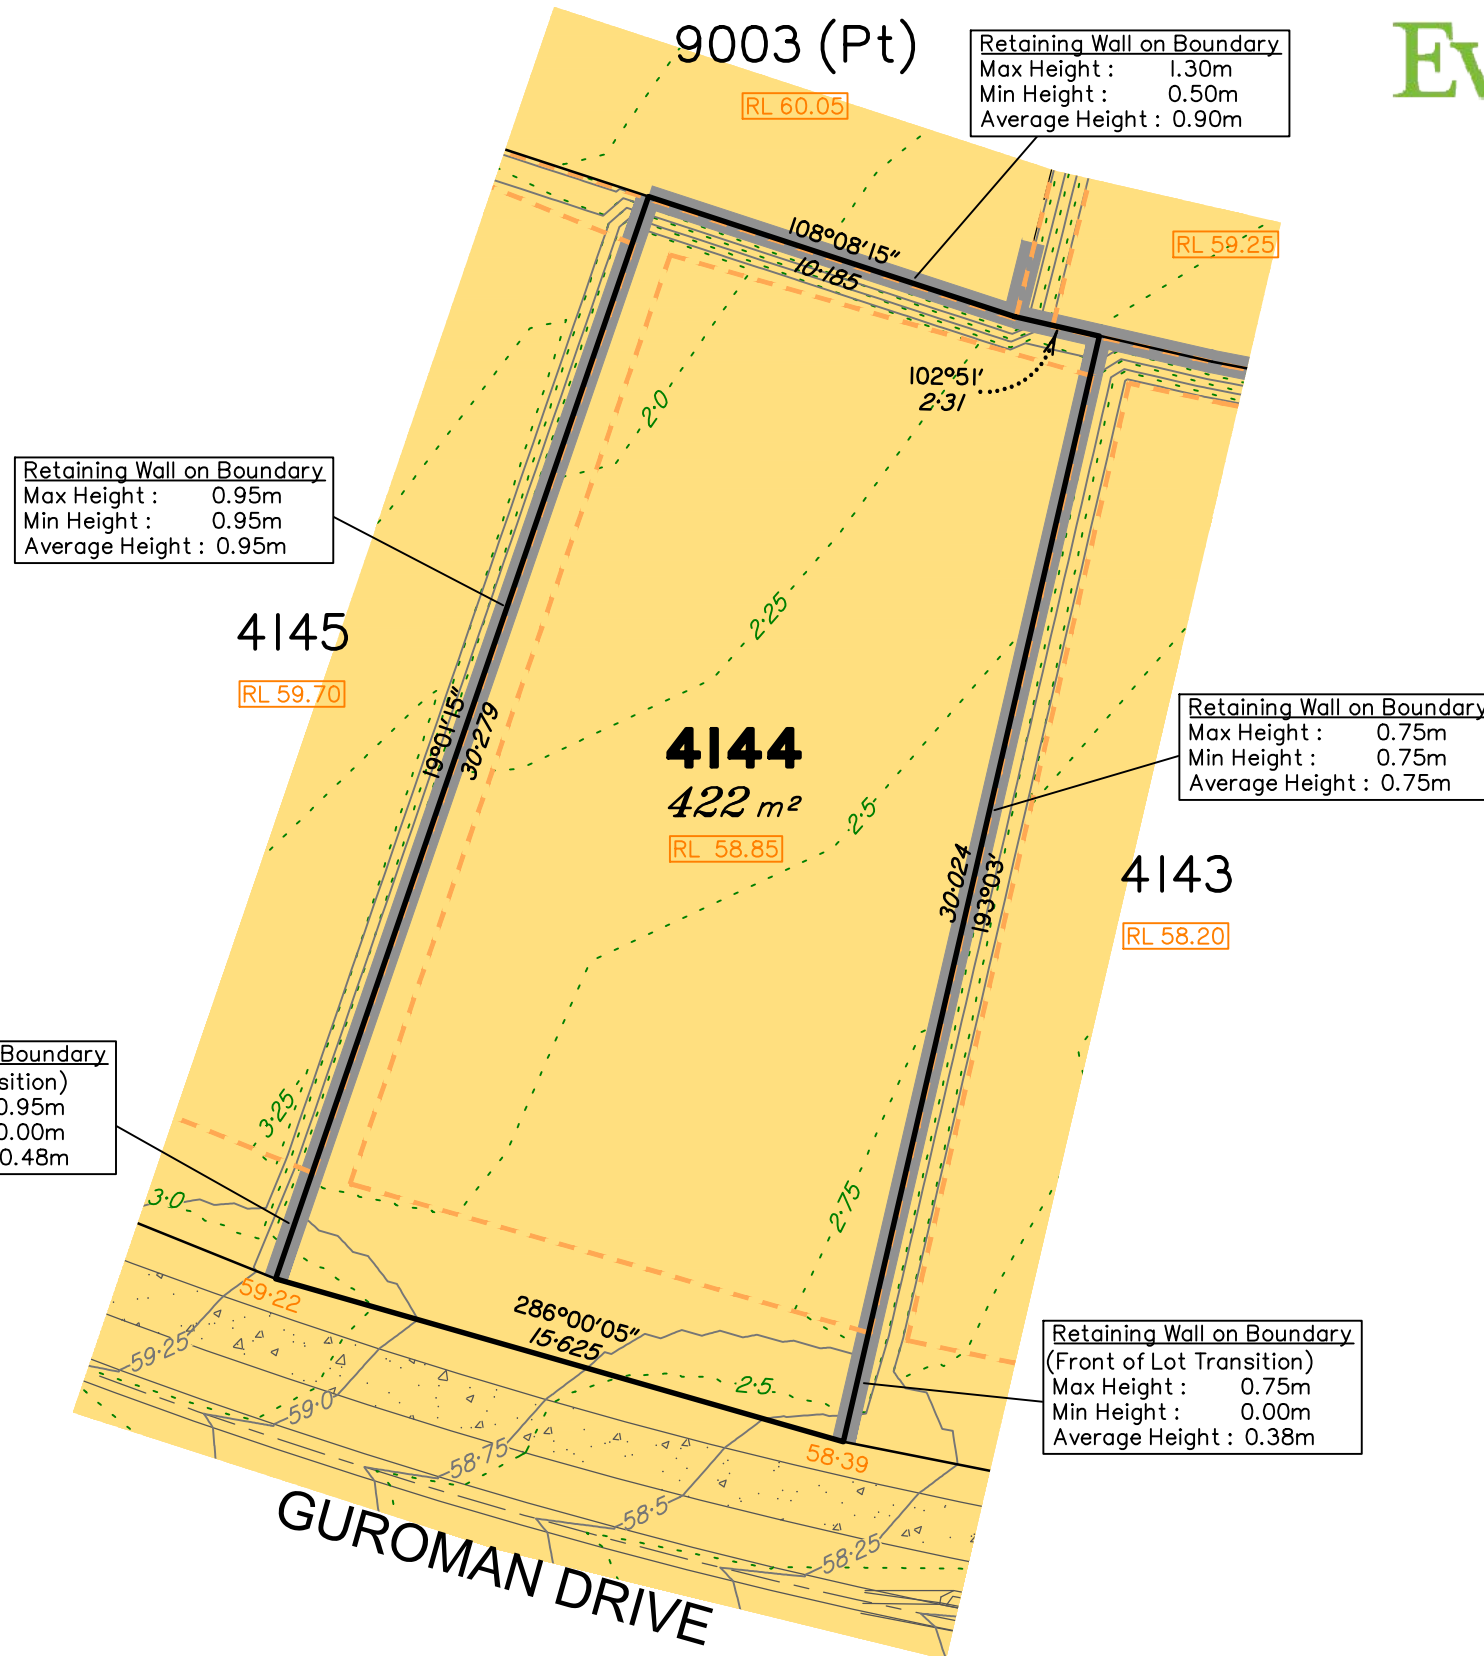 9003 (Pt)
RL 60.05
Retaining Wall on Boundary
Max Height : 1.30m
Min Height : 0.50m
Average Height : 0.90m
Ev
RL 59.25
108°08'15"
10·185
102°51'
2·31
2·0
Retaining Wall on Boundary
Max Height : 0.95m
Min Height : 0.95m
Average Height : 0.95m
4145
RL 59.70
2·25
19°01'15"
30·279
4144
422 m²
RL 58.85
2·5
Retaining Wall on Boundary
Max Height : 0.75m
Min Height : 0.75m
Average Height : 0.75m
30·024
193°03'
4143
RL 58.20
Boundary
sition)
0.95m
0.00m
0.48m
3·25
3·0
2·75
59·22
286°00'05"
15·625
2·5
58·39
Retaining Wall on Boundary
(Front of Lot Transition)
Max Height : 0.75m
Min Height : 0.00m
Average Height : 0.38m
59·25
59·0
58·75
58·5
58·25
GUROMAN DRIVE